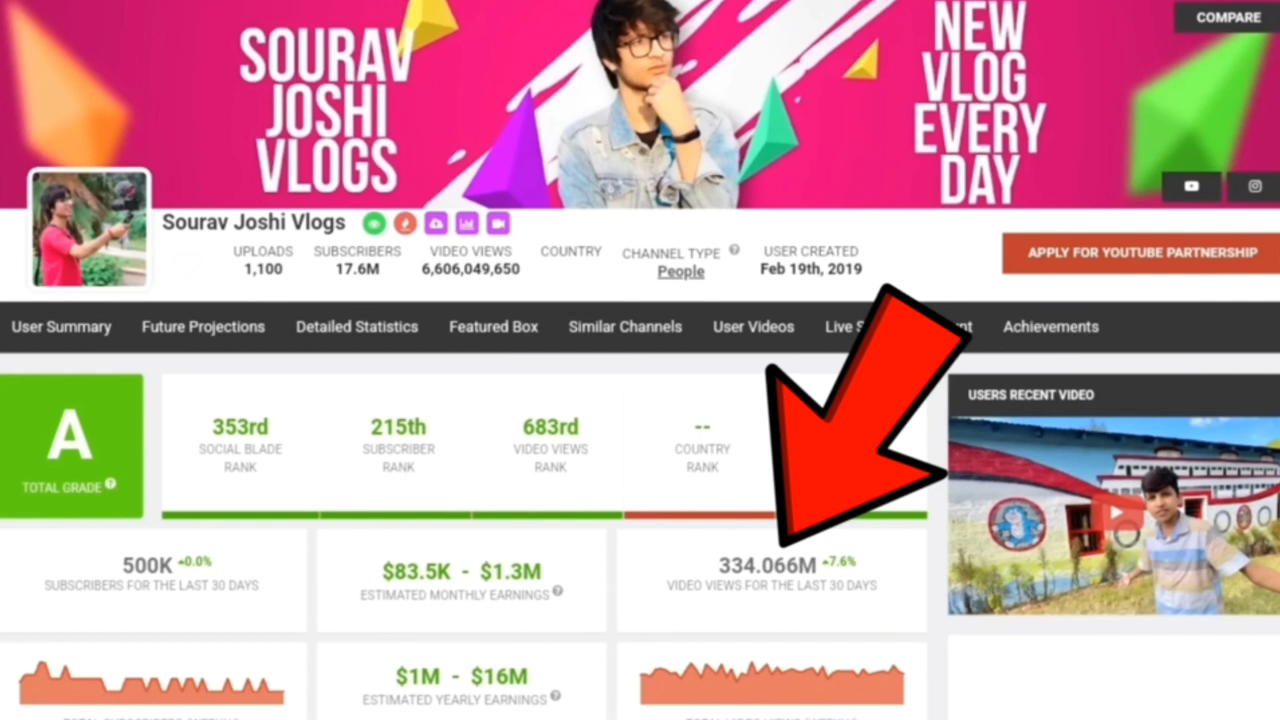 SOURAV
JOSHI
VLOGS
NEW
VLOG
EVERY
DAY
COMPARE
Sourav Joshi Vlogs
UPLOADS
1,100
SUBSCRIBERS
17.6M
VIDEO VIEWS
6,606,049,650
COUNTRY
CHANNEL TYPE ?
People
USER CREATED
Feb 19th, 2019
APPLY FOR YOUTUBE PARTNERSHIP
User Summary Future Projections Detailed Statistics Featured Box Similar Channels User Videos Live Achievements
A
TOTAL GRADE ?
353rd
SOCIAL BLADE
RANK
215th
SUBSCRIBER
RANK
683rd
VIDEO VIEWS
RANK
--
COUNTRY
RANK
USERS RECENT VIDEO
500K 0.0%
SUBSCRIBERS FOR THE LAST 30 DAYS
$83.5K - $1.3M
ESTIMATED MONTHLY EARNINGS ?
334.066M 7.6%
VIDEO VIEWS FOR THE LAST 30 DAYS
$1M - $16M
ESTIMATED YEARLY EARNINGS ?